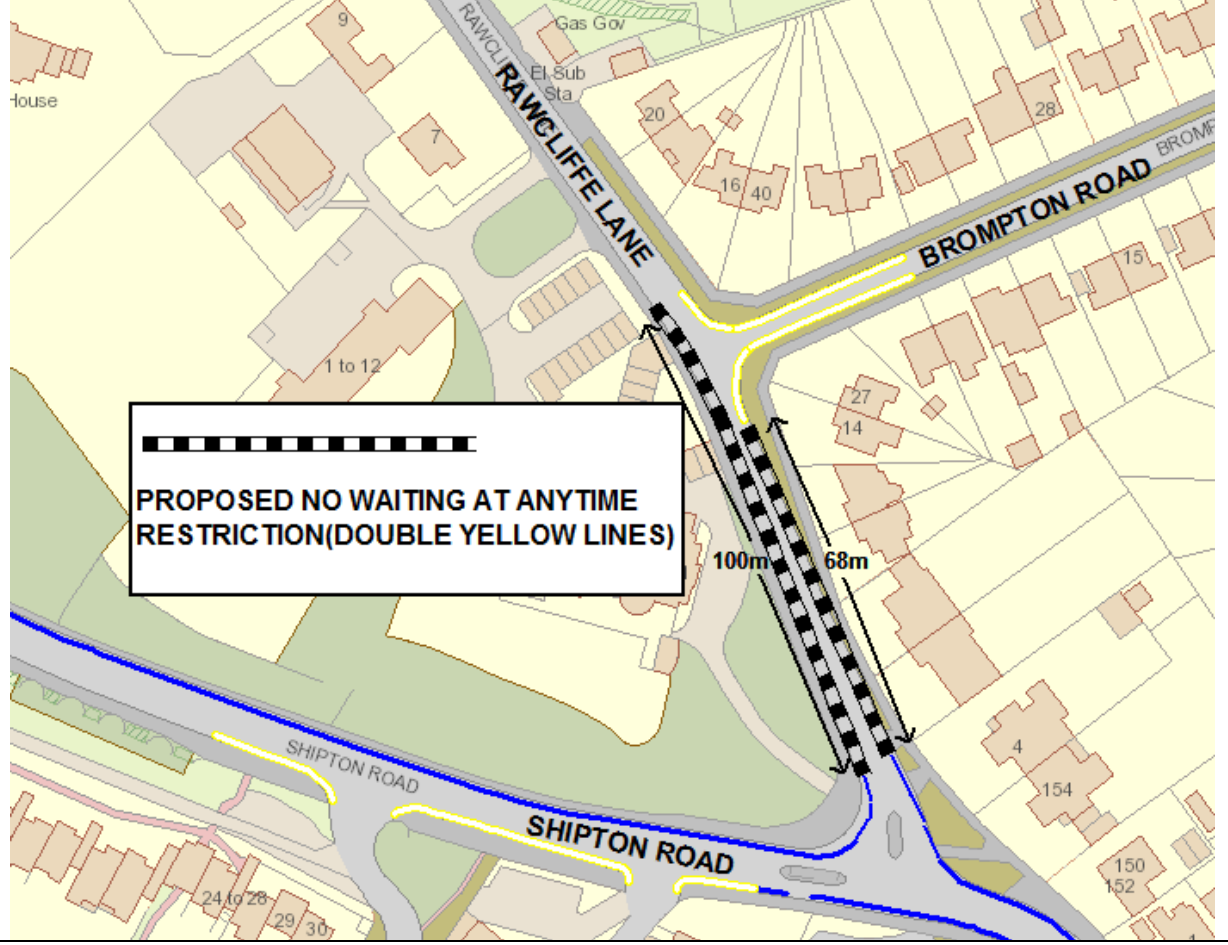 RAWCLI
Gas Gov
9
El Sub
Sta
House
RAWCLIFFE LANE
20
28
7
16
40
BROMPTON ROAD
BROMP
15
1 to 12
27
14
PROPOSED NO WAITING AT ANYTIME
RESTRICTION(DOUBLE YELLOW LINES)
100m
68m
SHIPTON ROAD
SHIPTON ROAD
4
154
150
152
24 to 28
29
30